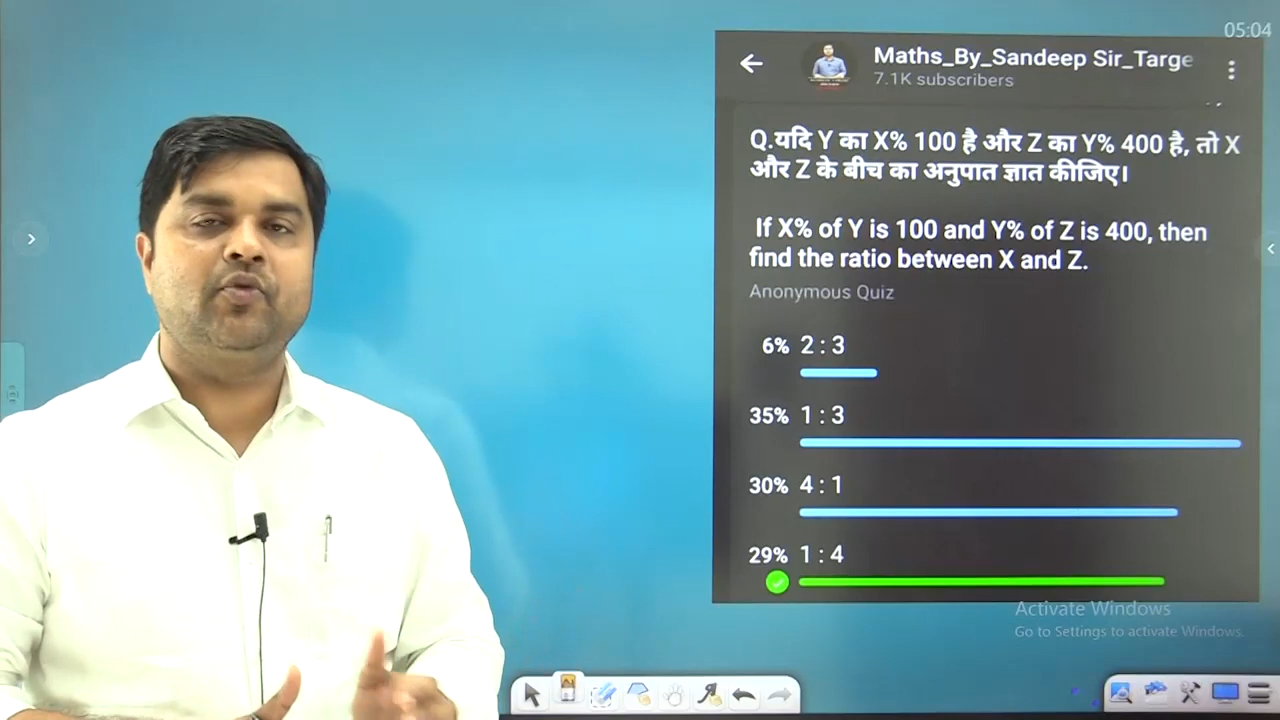 05:04
Maths_By_Sandeep Sir_Targe
7.1K subscribers
Q.यदि Y का X% 100 है और Z का Y% 400 है, तो X
और Z के बीच का अनुपात ज्ञात कीजिए।
If X% of Y is 100 and Y% of Z is 400, then
find the ratio between X and Z.
Anonymous Quiz
6% 2 : 3
35% 1 : 3
30% 4 : 1
29% 1 : 4
Activate Windows
Go to Settings to activate Windows.